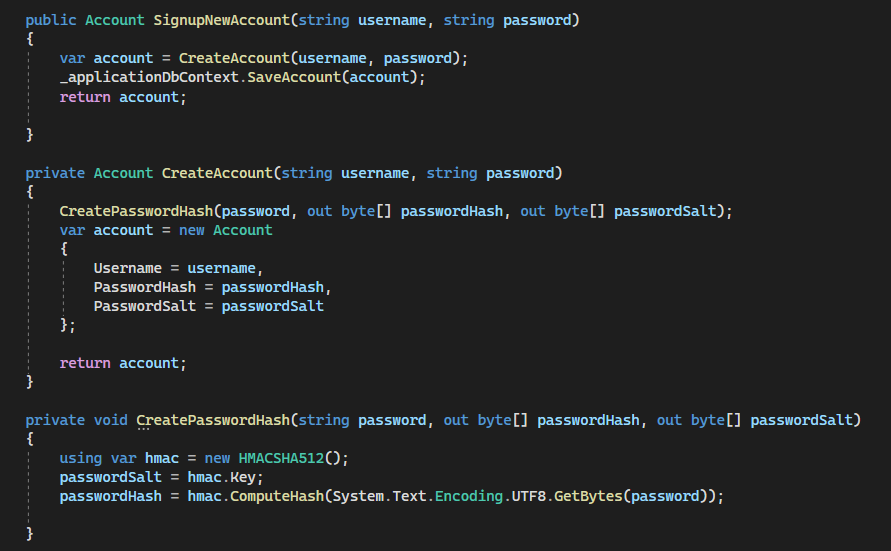 public Account SignupNewAccount(string username, string password)
{
    var account = CreateAccount(username, password);
    _applicationDbContext.SaveAccount(account);
    return account;
}
private Account CreateAccount(string username, string password)
{
    CreatePasswordHash(password, out byte[] passwordHash, out byte[] passwordSalt);
    var account = new Account
    {
        Username = username,
        PasswordHash = passwordHash,
        PasswordSalt = passwordSalt
    };
    return account;
}
private void CreatePasswordHash(string password, out byte[] passwordHash, out byte[] passwordSalt)
{
    using var hmac = new HMACSHA512();
    passwordSalt = hmac.Key;
    passwordHash = hmac.ComputeHash(System.Text.Encoding.UTF8.GetBytes(password));
}